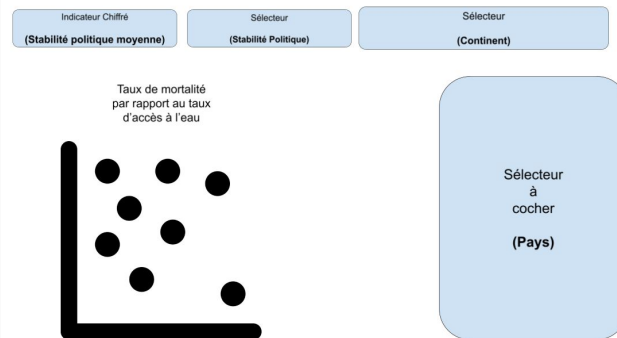 Indicateur Chiffré
(Stabilité politique moyenne)
Sélecteur
(Stabilité Politique)
Sélecteur
(Continent)
Taux de mortalité
par rapport au taux
d'accès à l'eau
Sélecteur
à
cocher
(Pays)